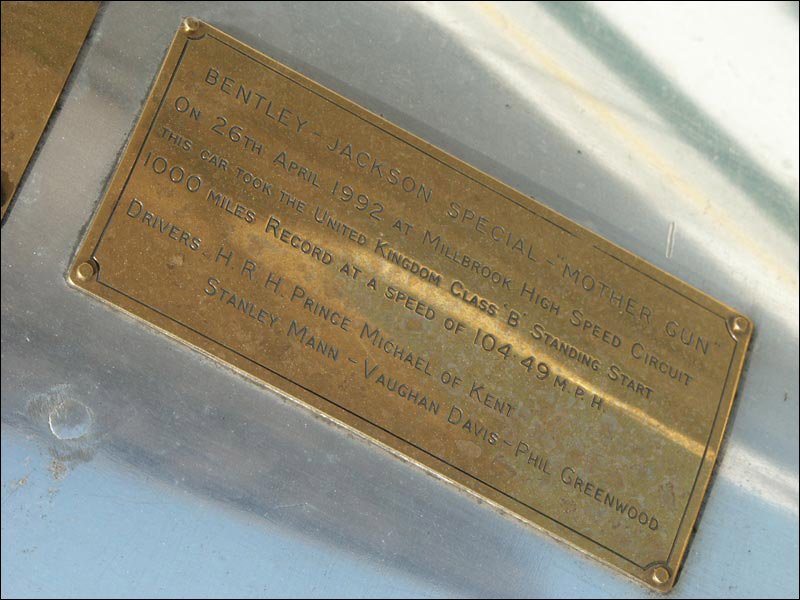 BENTLEY - JACKSON SPECIAL - "MOTHER GUN"
ON 26TH APRIL 1992 AT MILLBROOK HIGH SPEED CIRCUIT
THIS CAR TOOK THE UNITED KINGDOM CLASS 'B' STANDING START
1000 MILES RECORD AT A SPEED OF 104·49 M.P.H.
DRIVERS - H.R.H. PRINCE MICHAEL OF KENT
STANLEY MANN - VAUGHAN DAVIS - PHIL GREENWOOD